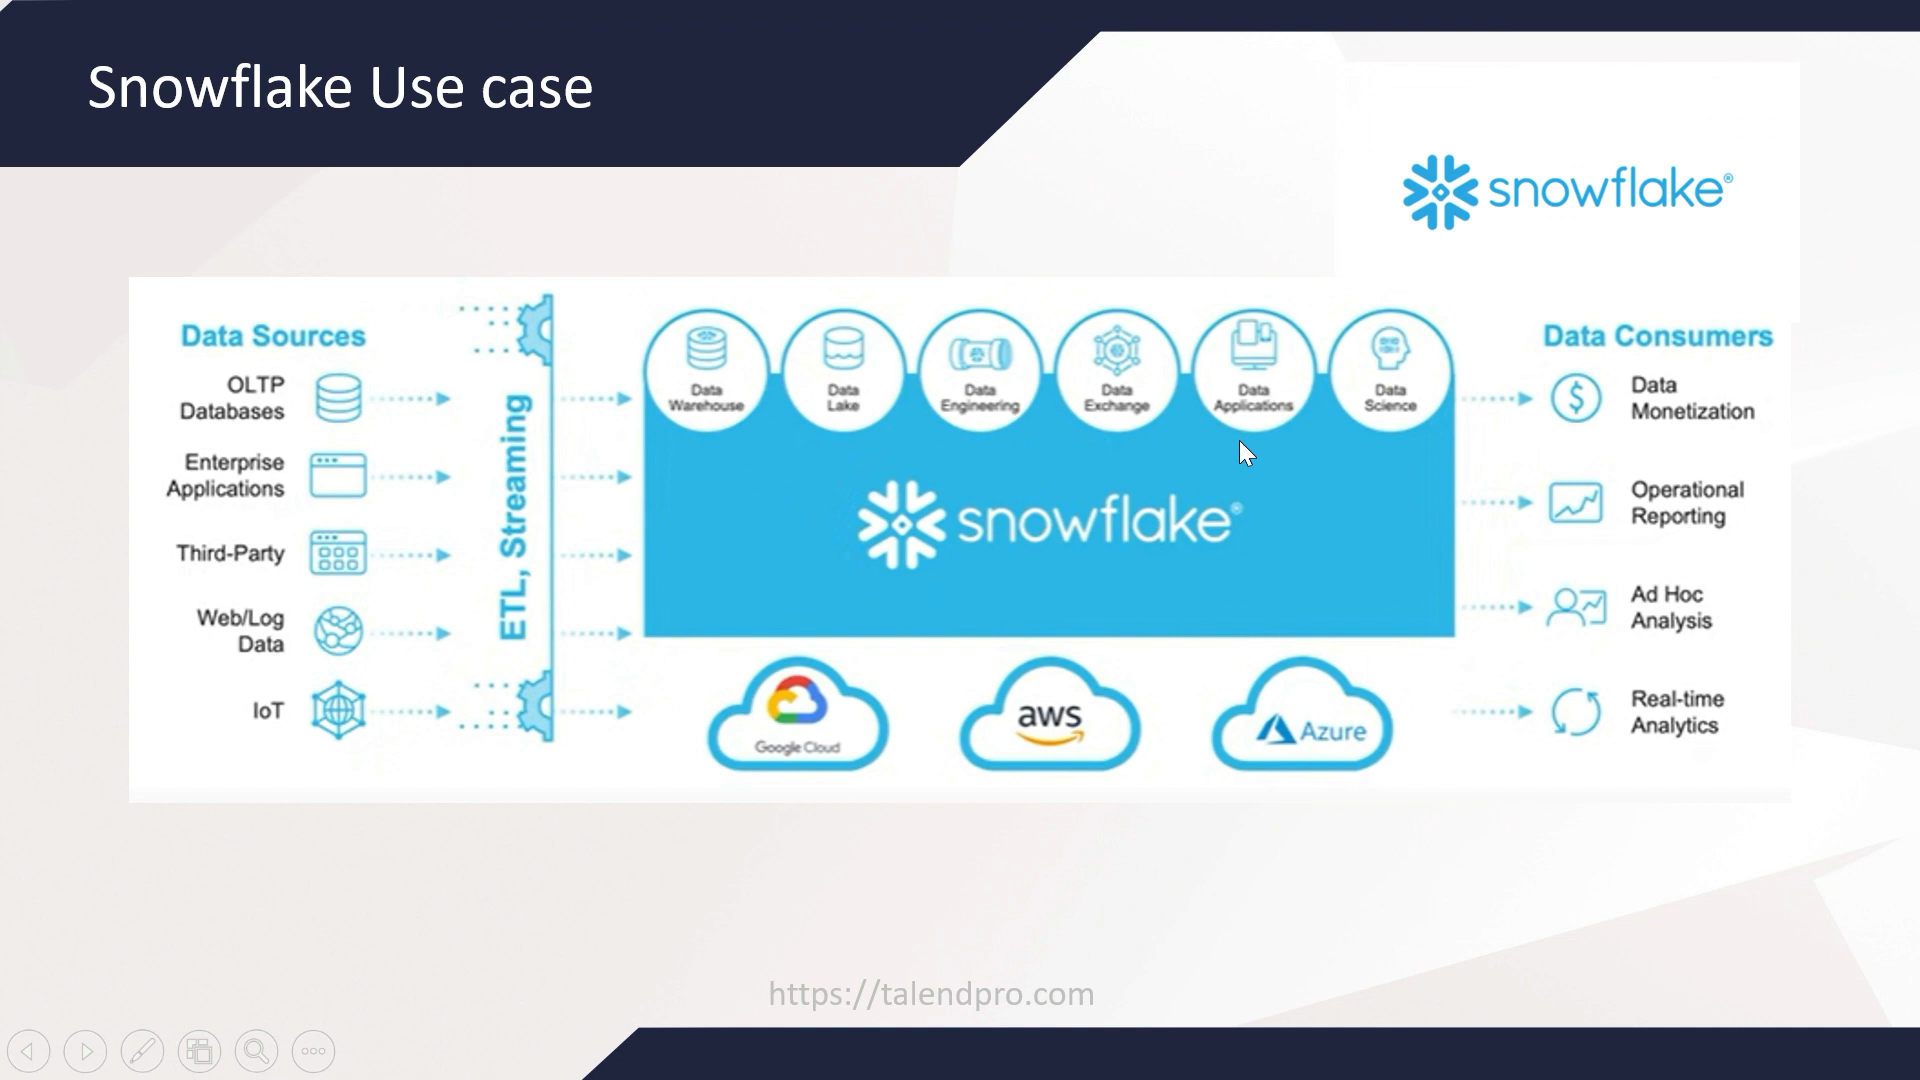 Snowflake Use case
snowflake®
Data Sources
OLTP
Databases
Enterprise
Applications
Third-Party
Web/Log
Data
IoT
ETL, Streaming
Data
Warehouse
Data
Lake
Data
Engineering
Data
Exchange
Data
Applications
Data
Science
snowflake®
Google Cloud
aws
Azure
Data Consumers
Data
Monetization
Operational
Reporting
Ad Hoc
Analysis
Real-time
Analytics
https://talendpro.com